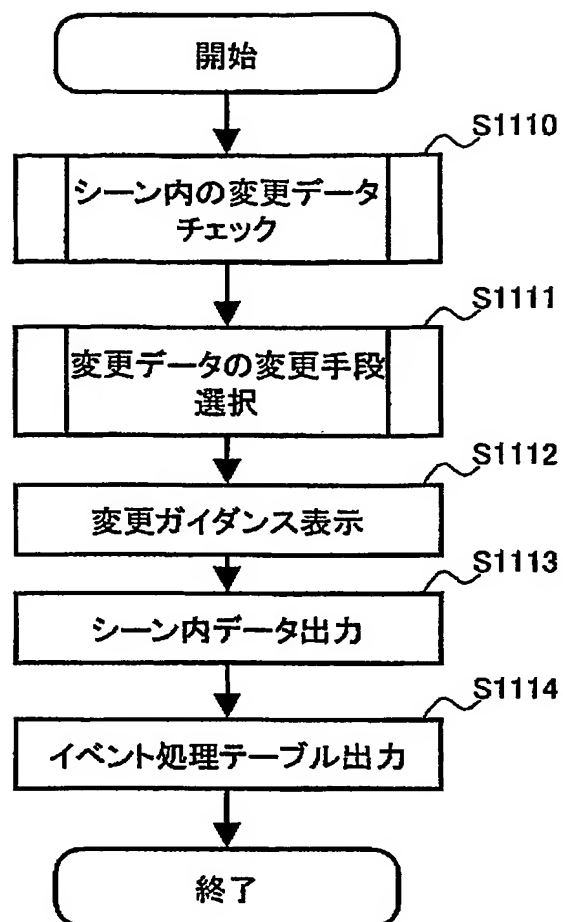 開始
S1110
シーン内の変更データ
チェック
S1111
変更データの変更手段
選択
S1112
変更ガイダンス表示
S1113
シーン内データ出力
S1114
イベント処理テーブル出力
終了